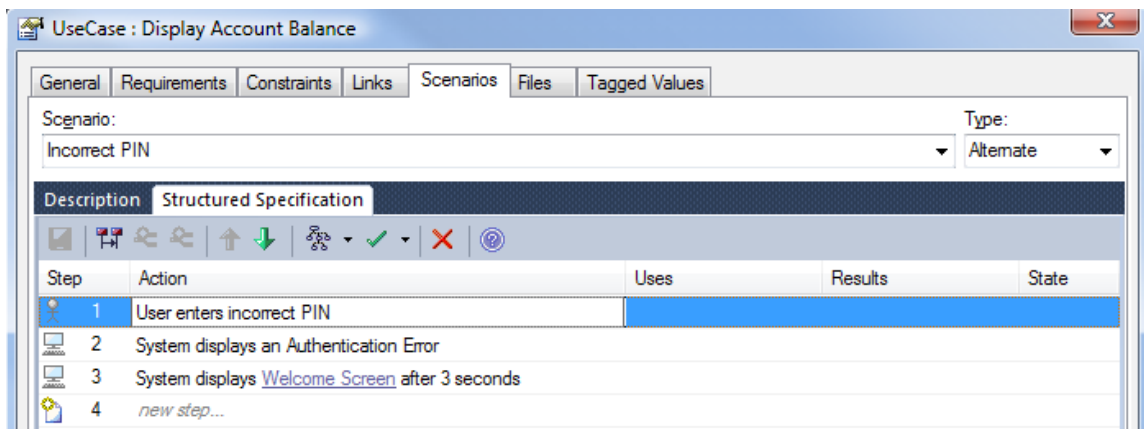 UseCase : Display Account Balance
General Requirements Constraints Links Scenarios Files Tagged Values
Scenario: Type:
Incorrect PIN Alternate
Description Structured Specification
Step Action Uses Results State
1 User enters incorrect PIN
2 System displays an Authentication Error
3 System displays Welcome Screen after 3 seconds
4 new step...